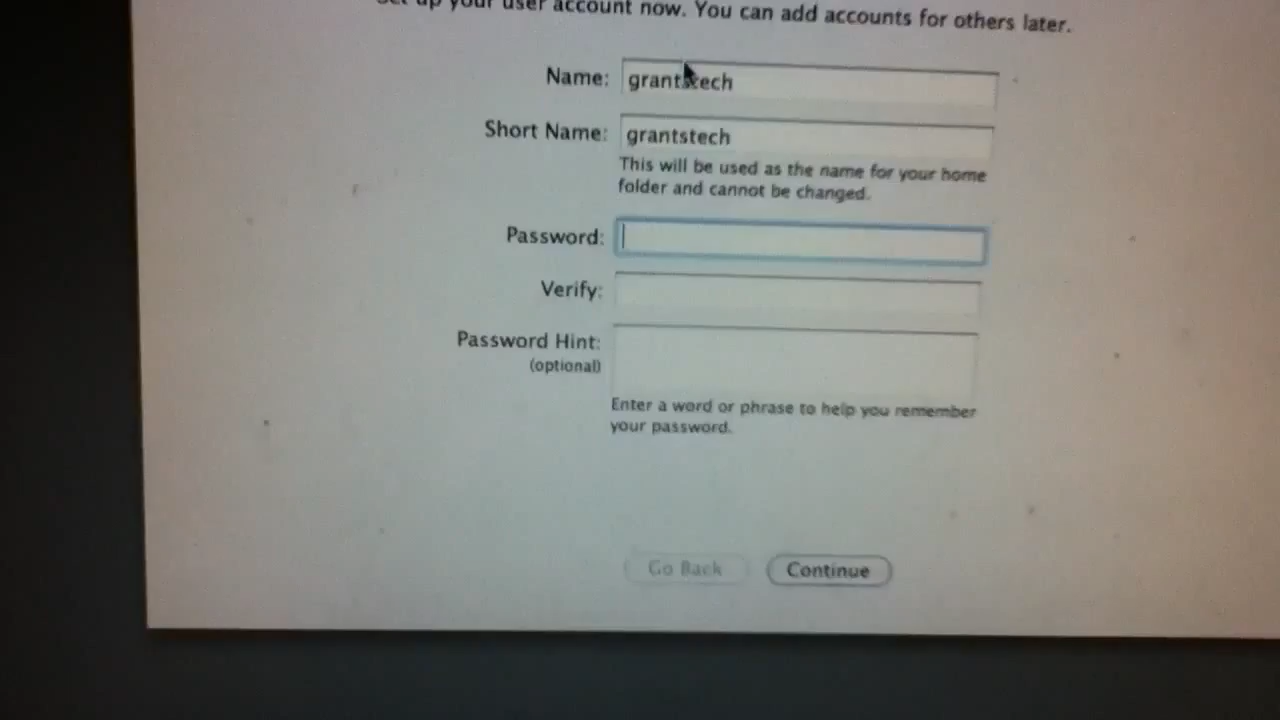 Set up your user account now. You can add accounts for others later.
Name: grantstech
Short Name: grantstech
This will be used as the name for your home
folder and cannot be changed.
Password:
Verify:
Password Hint:
(optional)
Enter a word or phrase to help you remember
your password.
Go Back Continue